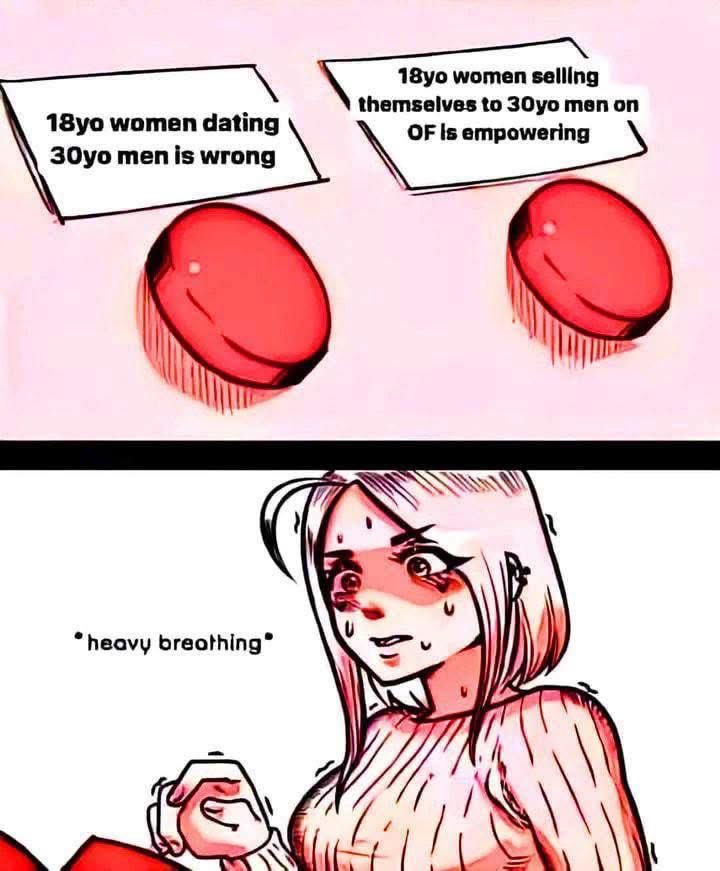 18yo women dating
30yo men is wrong
18yo women selling
themselves to 30yo men on
OF is empowering
*heavy breathing*